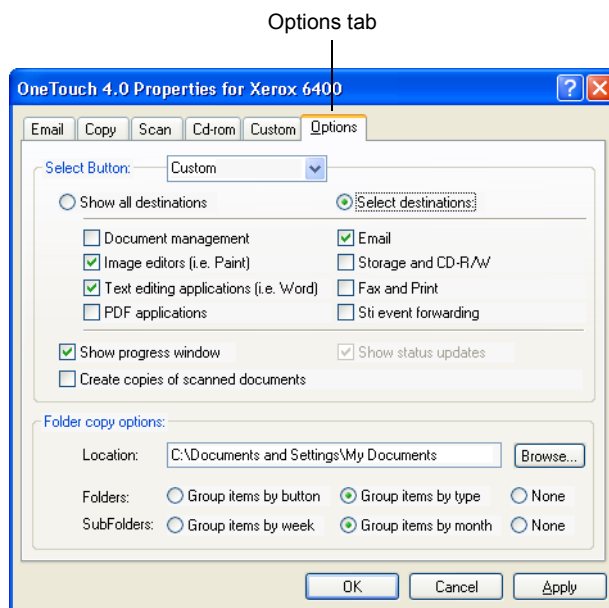 Options tab
OneTouch 4.0 Properties for Xerox 6400
Email Copy Scan Cd-rom Custom Options
Select Button: Custom
Show all destinations Select destinations:
Document management Email
Image editors (i.e. Paint) Storage and CD-R/W
Text editing applications (i.e. Word) Fax and Print
PDF applications Sti event forwarding
Show progress window Show status updates
Create copies of scanned documents
Folder copy options:
Location: C:\Documents and Settings\My Documents Browse...
Folders: Group items by button Group items by type None
SubFolders: Group items by week Group items by month None
OK Cancel Apply